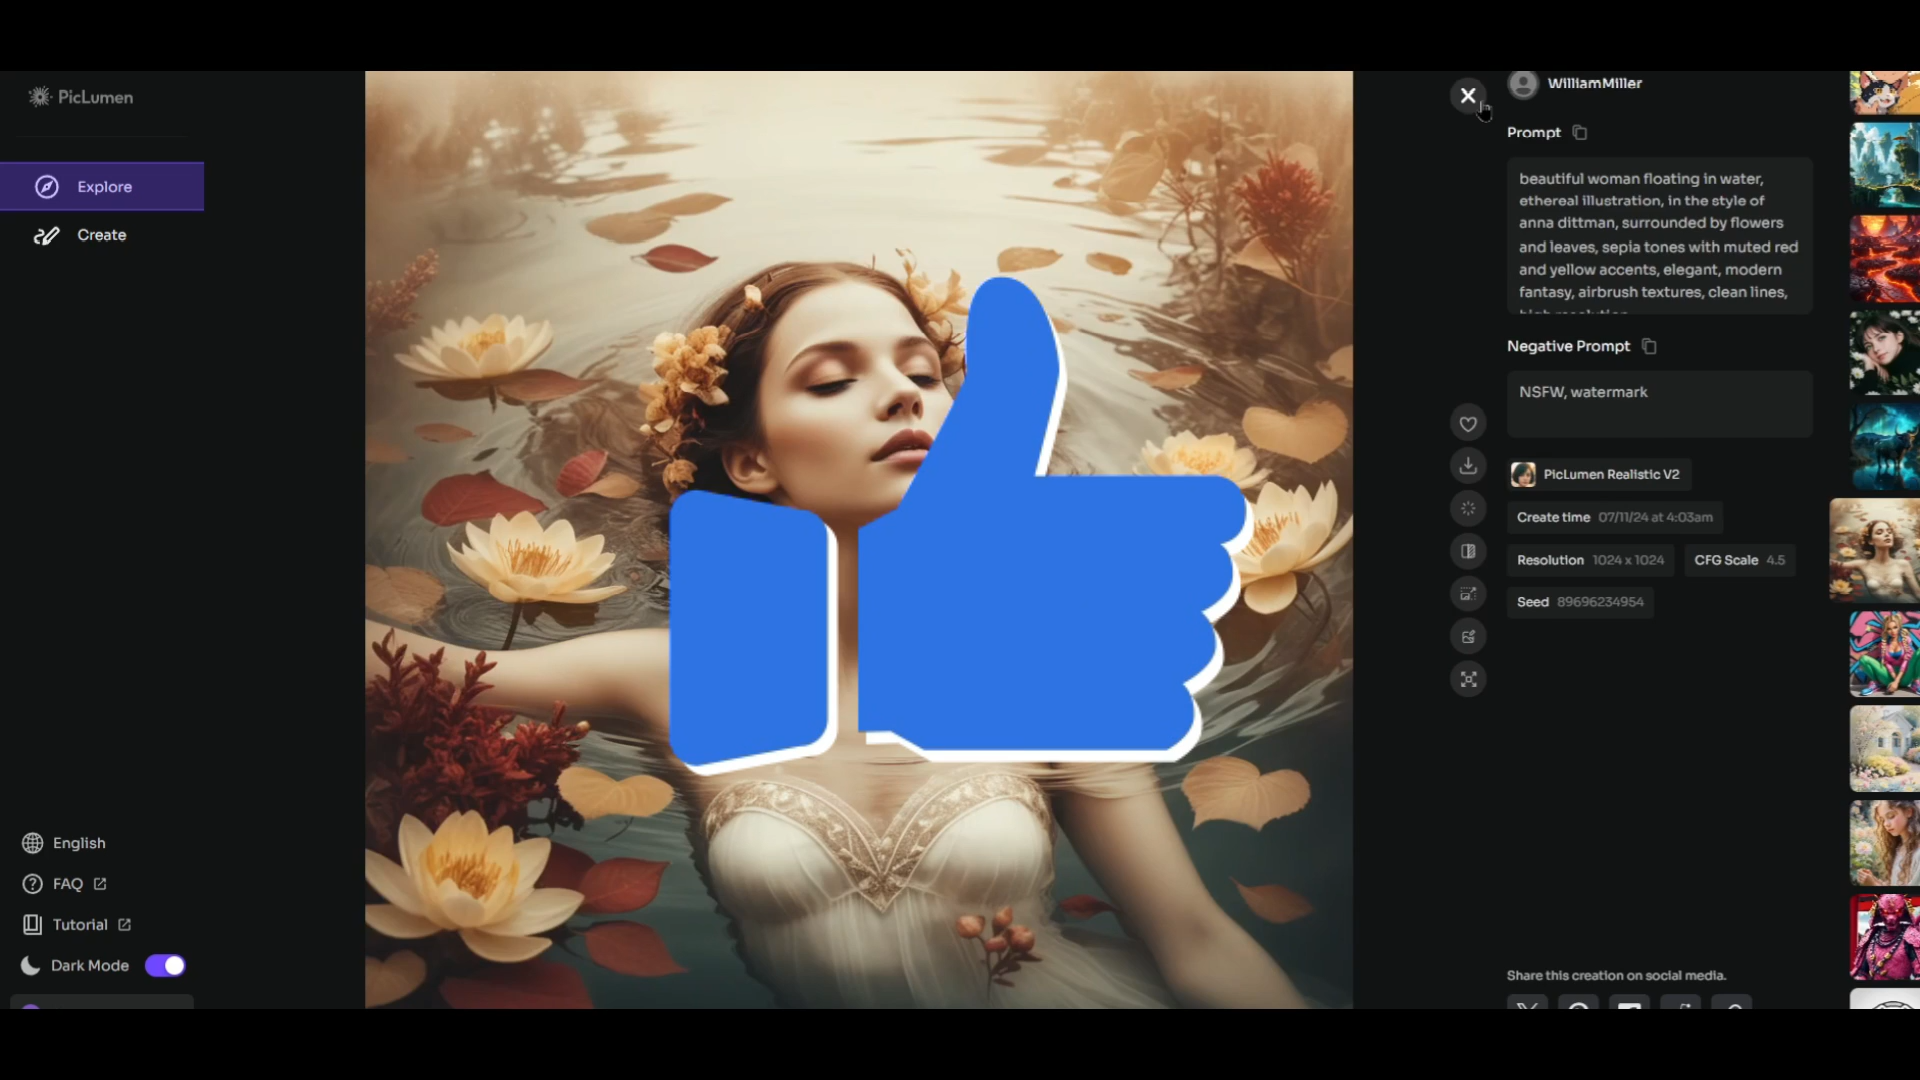 PicLumen
Explore
Create
English
FAQ
Tutorial
Dark Mode
WilliamMiller
Prompt
beautiful woman floating in water,
ethereal illustration, in the style of
anna dittman, surrounded by flowers
and leaves, sepia tones with muted red
and yellow accents, elegant, modern
fantasy, airbrush textures, clean lines,
Negative Prompt
NSFW, watermark
PicLumen Realistic V2
Create time 07/11/24 at 4:03am
Resolution 1024 x 1024 CFG Scale 4.5
Seed 89696234954
Share this creation on social media.